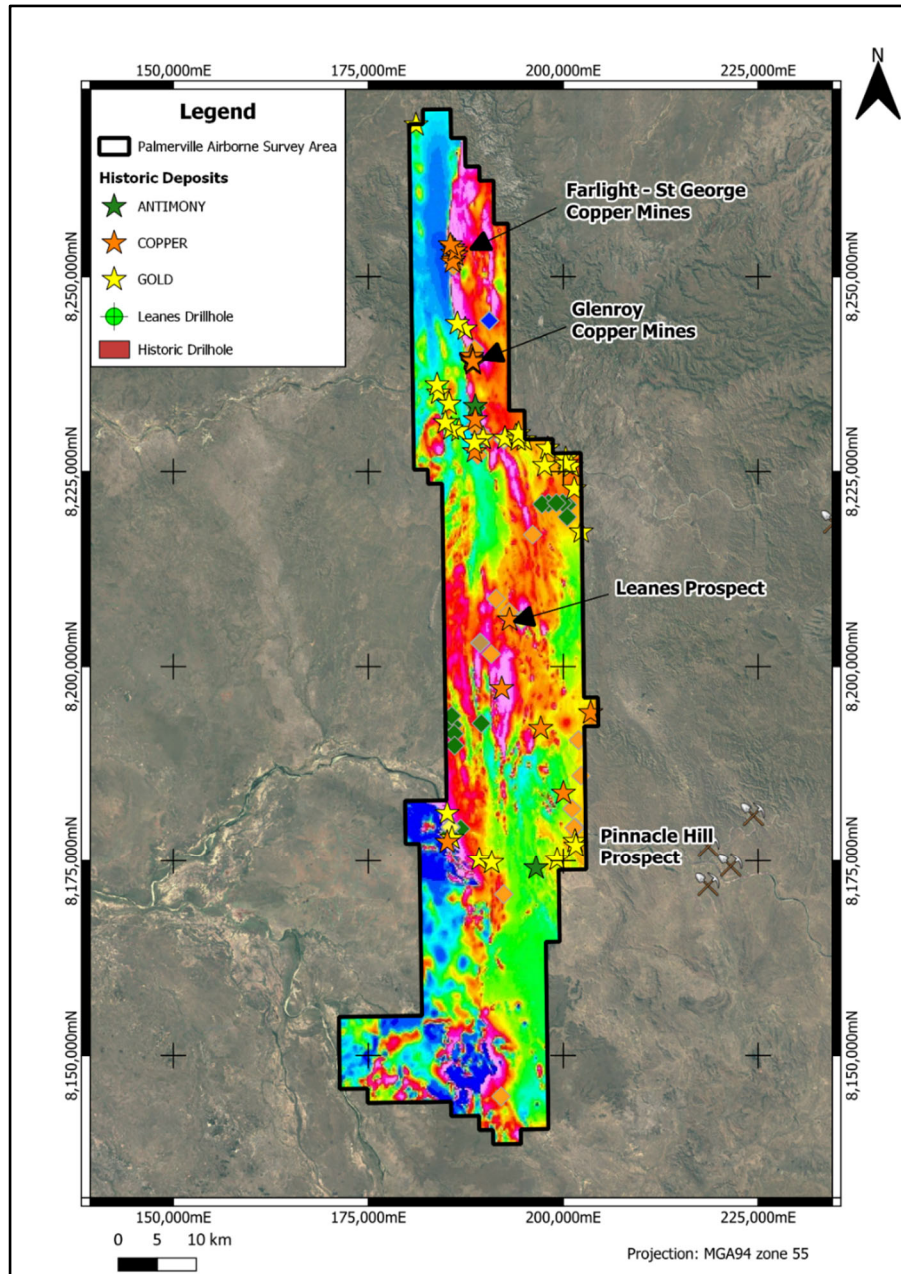 N
150,000mE
175,000mE
200,000mE
225,000mE
Legend
Palmerville Airborne Survey Area
Historic Deposits
ANTIMONY
COPPER
GOLD
Leanes Drillhole
Historic Drillhole
Farlight - St George
Copper Mines
Glenroy
Copper Mines
Leanes Prospect
Pinnacle Hill
Prospect
8,250,000mN
8,225,000mN
8,200,000mN
8,175,000mN
8,150,000mN
8,250,000mN
8,225,000mN
8,200,000mN
8,175,000mN
8,150,000mN
150,000mE
175,000mE
200,000mE
225,000mE
0 5 10 km
Projection: MGA94 zone 55